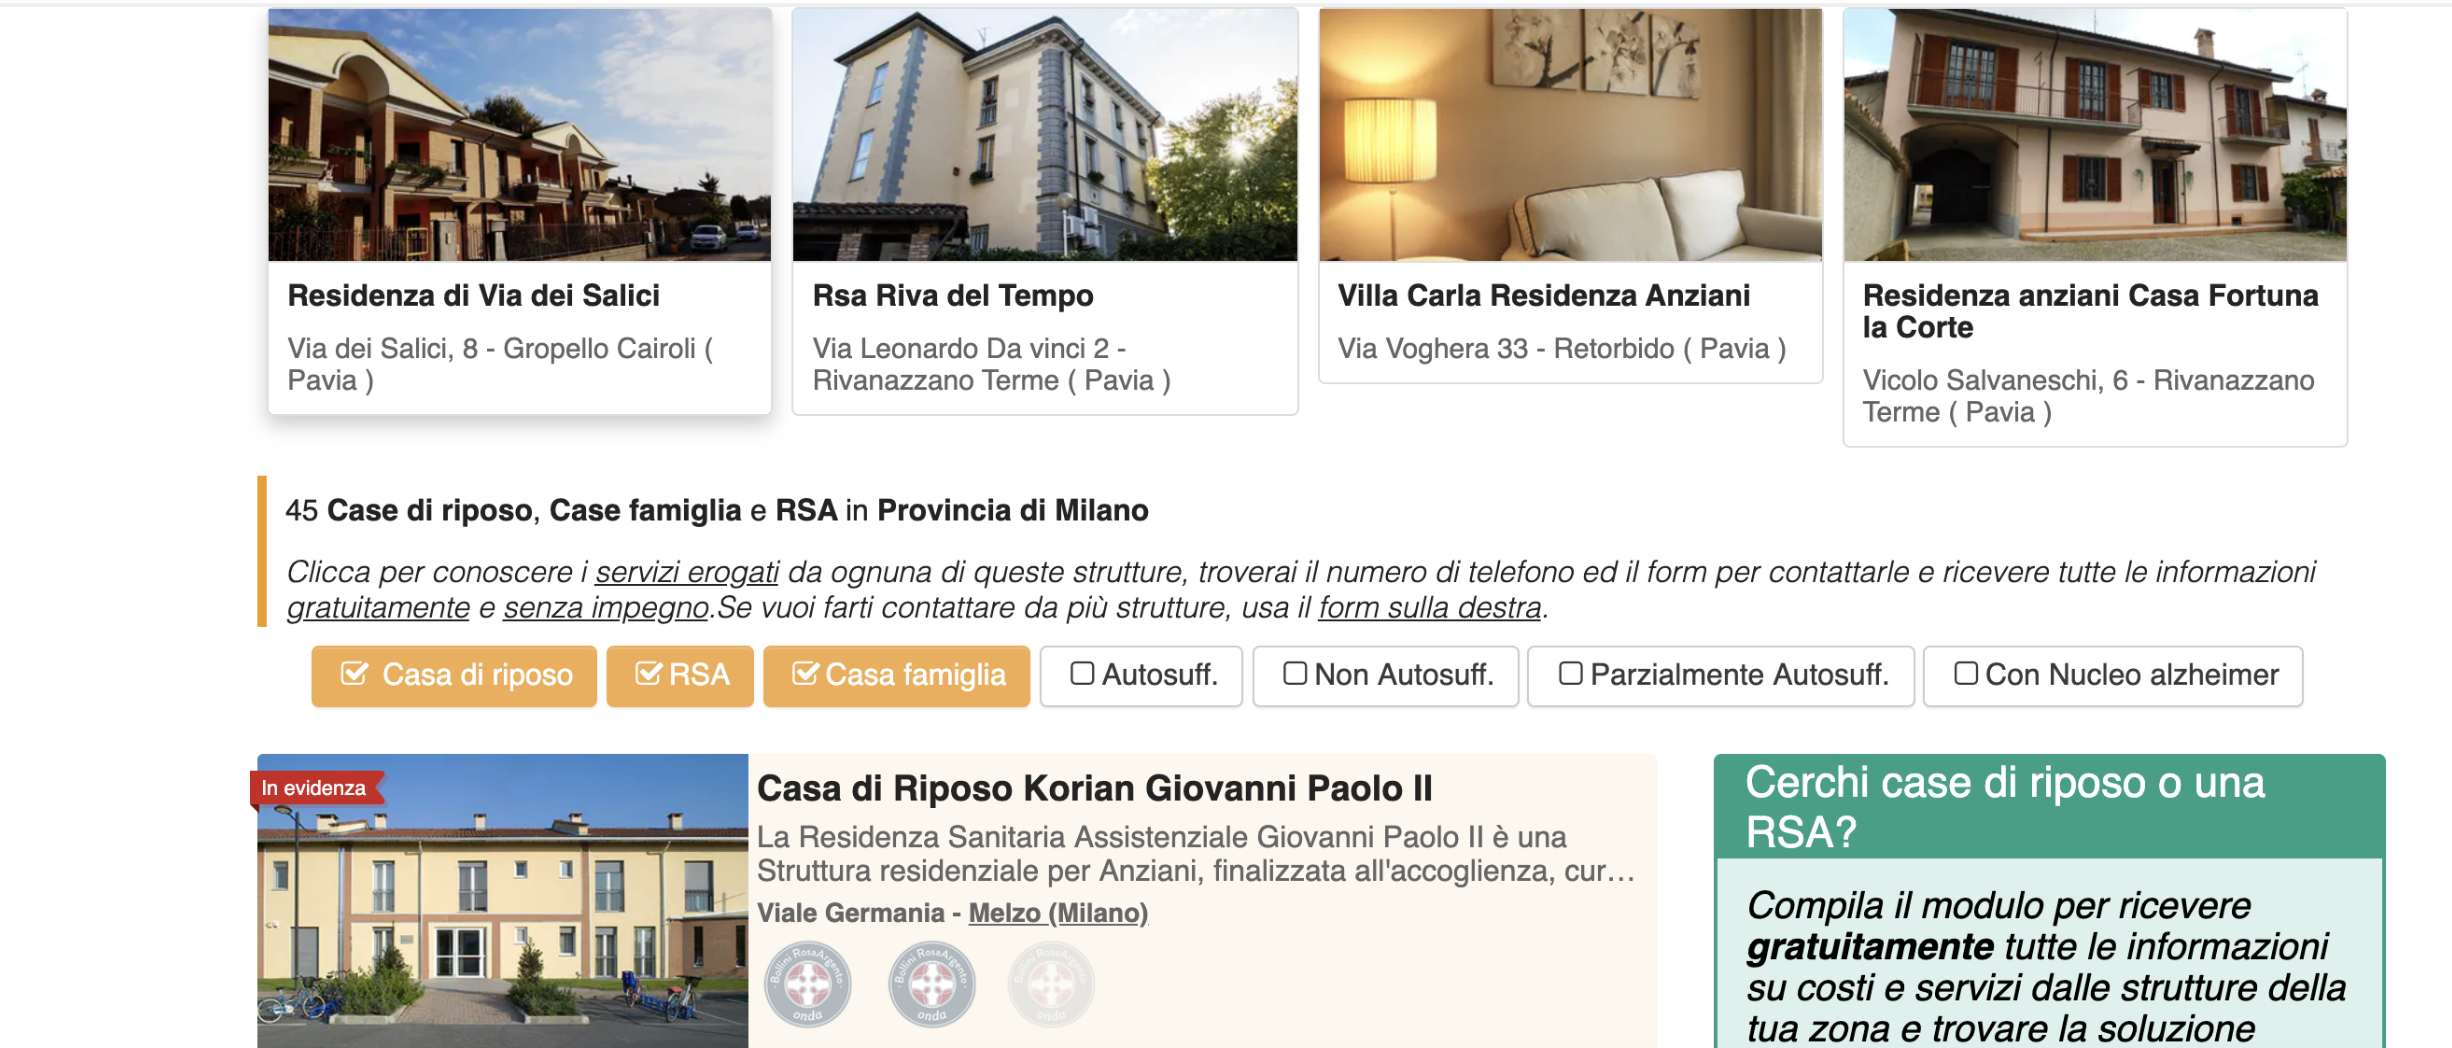 Residenza di Via dei Salici
Via dei Salici, 8 - Gropello Cairoli (
Pavia )
Rsa Riva del Tempo
Via Leonardo Da vinci 2 -
Rivanazzano Terme ( Pavia )
Villa Carla Residenza Anziani
Via Voghera 33 - Retorbido ( Pavia )
Residenza anziani Casa Fortuna
la Corte
Vicolo Salvaneschi, 6 - Rivanazzano
Terme ( Pavia )
45 Case di riposo, Case famiglia e RSA in Provincia di Milano
Clicca per conoscere i servizi erogati da ognuna di queste strutture, troverai il numero di telefono ed il form per contattarle e ricevere tutte le informazioni
gratuitamente e senza impegno.Se vuoi farti contattare da più strutture, usa il form sulla destra.
Casa di riposo RSA Casa famiglia Autosuff. Non Autosuff. Parzialmente Autosuff. Con Nucleo alzheimer
In evidenza
Casa di Riposo Korian Giovanni Paolo II
La Residenza Sanitaria Assistenziale Giovanni Paolo II è una
Struttura residenziale per Anziani, finalizzata all'accoglienza, cur...
Viale Germania - Melzo (Milano)
Bollini RosaArgento
onda
Bollini RosaArgento
onda
Bollini RosaArgento
onda
Cerchi case di riposo o una
RSA?
Compila il modulo per ricevere
gratuitamente tutte le informazioni
su costi e servizi dalle strutture della
tua zona e trovare la soluzione